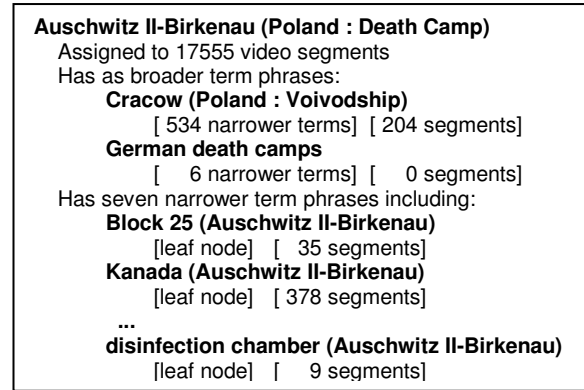 Auschwitz II-Birkenau (Poland : Death Camp)
Assigned to 17555 video segments
Has as broader term phrases:
Cracow (Poland : Voivodship)
[ 534 narrower terms] [ 204 segments]
German death camps
[ 6 narrower terms] [ 0 segments]
Has seven narrower term phrases including:
Block 25 (Auschwitz II-Birkenau)
[leaf node] [ 35 segments]
Kanada (Auschwitz II-Birkenau)
[leaf node] [ 378 segments]
...
disinfection chamber (Auschwitz II-Birkenau)
[leaf node] [ 9 segments]